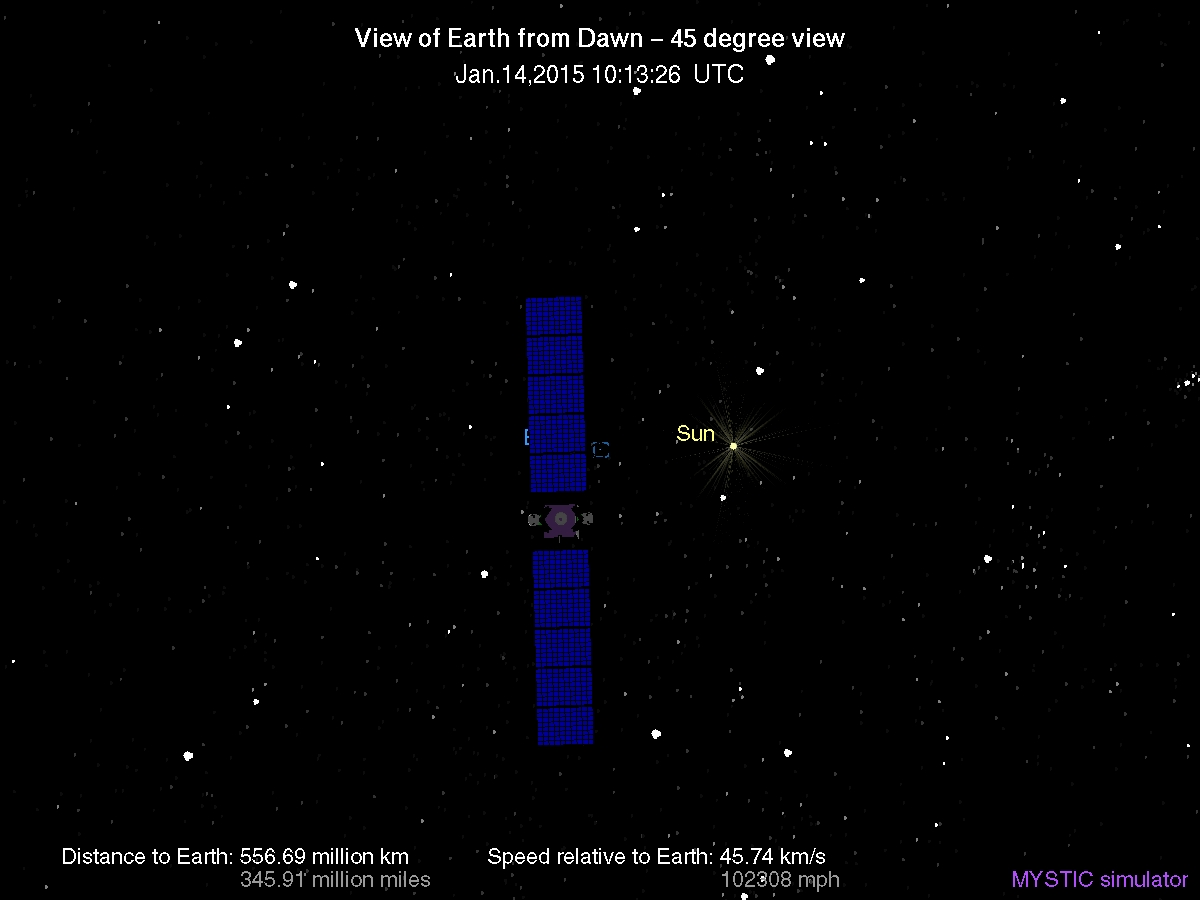 View of Earth from Dawn – 45 degree view
Jan.14,2015 10:13:26 UTC
Sun
E
Distance to Earth: 556.69 million km
345.91 million miles
Speed relative to Earth: 45.74 km/s
102308 mph
MYSTIC simulator